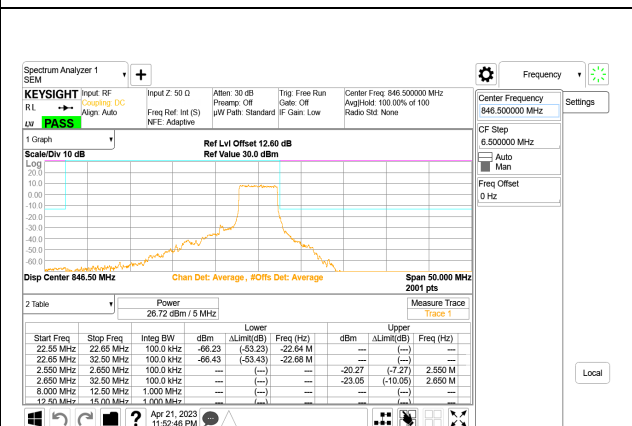 Spectrum Analyzer 1
SEM
Frequency
KEYSIGHT
RL
PASS
Input: RF
Coupling: DC
Align: Auto
Input Z: 50 Ω
Freq Ref: Int (S)
NFE: Adaptive
Atten: 30 dB
Preamp: Off
µW Path: Standard
Trig: Free Run
Gate: Off
IF Gain: Low
Center Freq: 846.500000 MHz
Avg|Hold: 100.00% of 100
Radio Std: None
Center Frequency
846.500000 MHz
Settings
CF Step
6.500000 MHz
Auto
Man
Freq Offset
0 Hz
1 Graph
Scale/Div 10 dB
Ref Lvl Offset 12.60 dB
Ref Value 30.0 dBm
Log
20.0
10.0
0.00
-10.0
-20.0
-30.0
-40.0
-50.0
-60.0
Disp Center 846.50 MHz
Chan Det: Average , #Offs Det: Average
Span 50.000 MHz
2001 pts
2 Table
Power
26.72 dBm / 5 MHz
Measure Trace
Trace 1
Lower Upper
Start Freq Stop Freq Integ BW dBm ΔLimit(dB) Freq (Hz) dBm ΔLimit(dB) Freq (Hz)
22.55 MHz 22.65 MHz 100.0 kHz -66.23 (-53.23) -22.64 M --- (---) ---
22.65 MHz 32.50 MHz 100.0 kHz -66.43 (-53.43) -22.68 M --- (---) ---
2.550 MHz 2.650 MHz 100.0 kHz --- (---) --- -20.27 (-7.27) 2.550 M
2.650 MHz 32.50 MHz 100.0 kHz --- (---) --- -23.05 (-10.05) 2.650 M
8.000 MHz 12.50 MHz 1.000 MHz --- (---) --- --- (---) ---
12.50 MHz 15.00 MHz 1.000 MHz --- (---) --- --- (---) ---
Local
?
Apr 21, 2023
11:52:46 PM